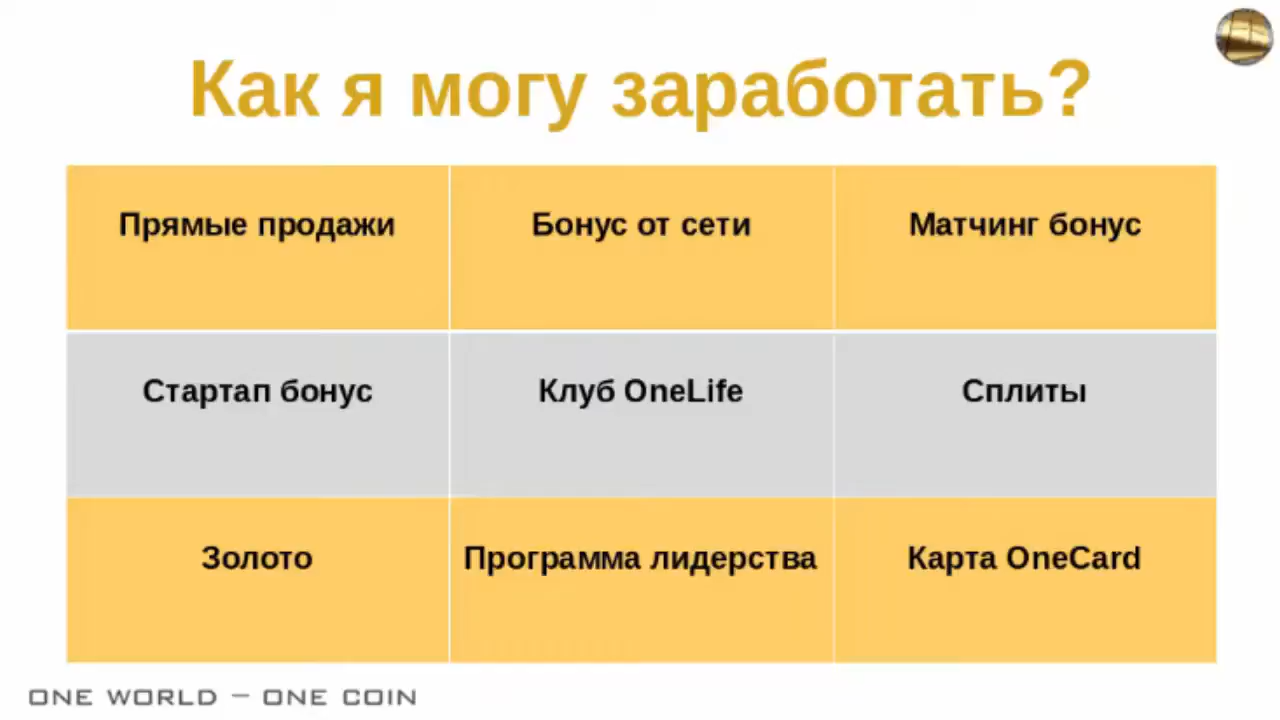 Как я могу заработать?
Прямые продажи
Бонус от сети
Матчинг бонус
Стартап бонус
Клуб OneLife
Сплиты
Золото
Программа лидерства
Карта OneCard
ONE WORLD – ONE COIN